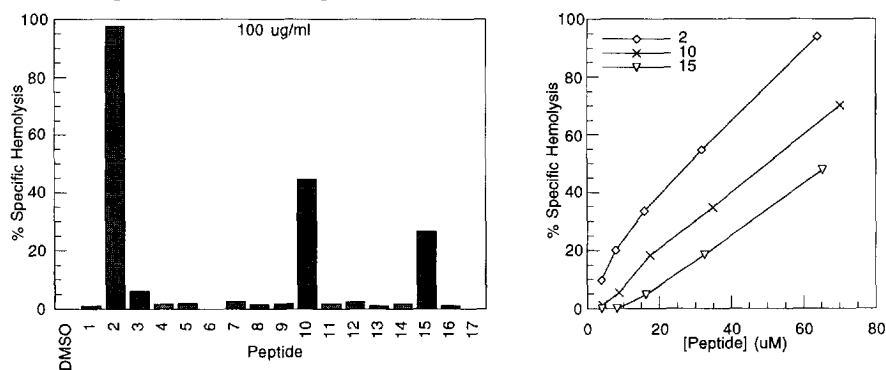 100 ug/ml
% Specific Hemolysis
100
80
60
40
20
0
DMSO 1 2 3 4 5 6 7 8 9 10 11 12 13 14 15 16 17
Peptide
2
10
15
% Specific Hemolysis
100
80
60
40
20
0
0 20 40 60 80
[Peptide] (uM)